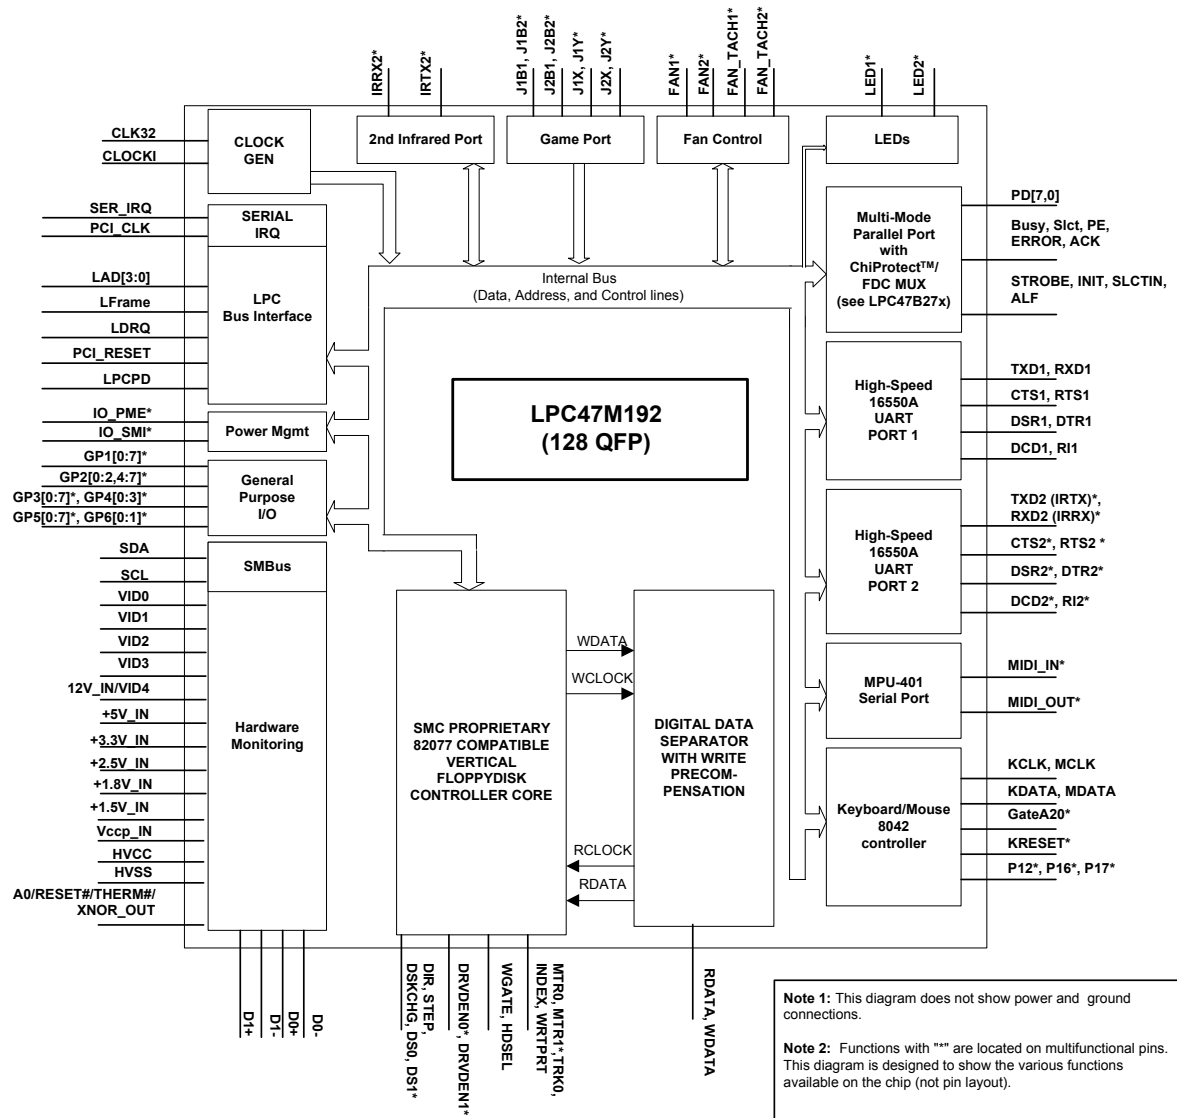 IRRX2*
IRTX2*
J1B1, J1B2*
J2B1, J2B2*
J1X, J1Y*
J2X, J2Y*
FAN1*
FAN2*
FAN_TACH1*
FAN_TACH2*
LED1*
LED2*
CLK32
CLOCKI
CLOCK
GEN
2nd Infrared Port
Game Port
Fan Control
LEDs
SER_IRQ
PCI_CLK
SERIAL
IRQ
LAD[3:0]
LFrame
LDRQ
PCI_RESET
LPCPD
LPC
Bus Interface
Internal Bus
(Data, Address, and Control lines)
Multi-Mode
Parallel Port
with
ChiProtect™/
FDC MUX
(see LPC47B27x)
PD[7,0]
Busy, Slct, PE,
ERROR, ACK
STROBE, INIT, SLCTIN,
ALF
LPC47M192
(128 QFP)
High-Speed
16550A
UART
PORT 1
TXD1, RXD1
CTS1, RTS1
DSR1, DTR1
DCD1, RI1
IO_PME*
IO_SMI*
Power Mgmt
GP1[0:7]*
GP2[0:2,4:7]*
GP3[0:7]*, GP4[0:3]*
GP5[0:7]*, GP6[0:1]*
General
Purpose
I/O
High-Speed
16550A
UART
PORT 2
TXD2 (IRTX)*,
RXD2 (IRRX)*
CTS2*, RTS2 *
DSR2*, DTR2*
DCD2*, RI2*
SDA
SCL
SMBus
VID0
VID1
VID2
VID3
12V_IN/VID4
+5V_IN
+3.3V_IN
+2.5V_IN
+1.8V_IN
+1.5V_IN
Vccp_IN
HVCC
HVSS
A0/RESET#/THERM#/
XNOR_OUT
Hardware
Monitoring
SMC PROPRIETARY
82077 COMPATIBLE
VERTICAL
FLOPPYDISK
CONTROLLER CORE
WDATA
WCLOCK
RCLOCK
RDATA
DIGITAL DATA
SEPARATOR
WITH WRITE
PRECOM-
PENSATION
MPU-401
Serial Port
MIDI_IN*
MIDI_OUT*
Keyboard/Mouse
8042
controller
KCLK, MCLK
KDATA, MDATA
GateA20*
KRESET*
P12*, P16*, P17*
D1+
D1-
D0+
D0-
DIR, STEP,
DSKCHG, DS0, DS1*
DRVDEN0*, DRVDEN1*
WGATE, HDSEL
MTR0, MTR1*,TRK0,
INDEX, WRTPRT
RDATA, WDATA
Note 1: This diagram does not show power and ground
connections.
Note 2: Functions with "*" are located on multifunctional pins.
This diagram is designed to show the various functions
available on the chip (not pin layout).